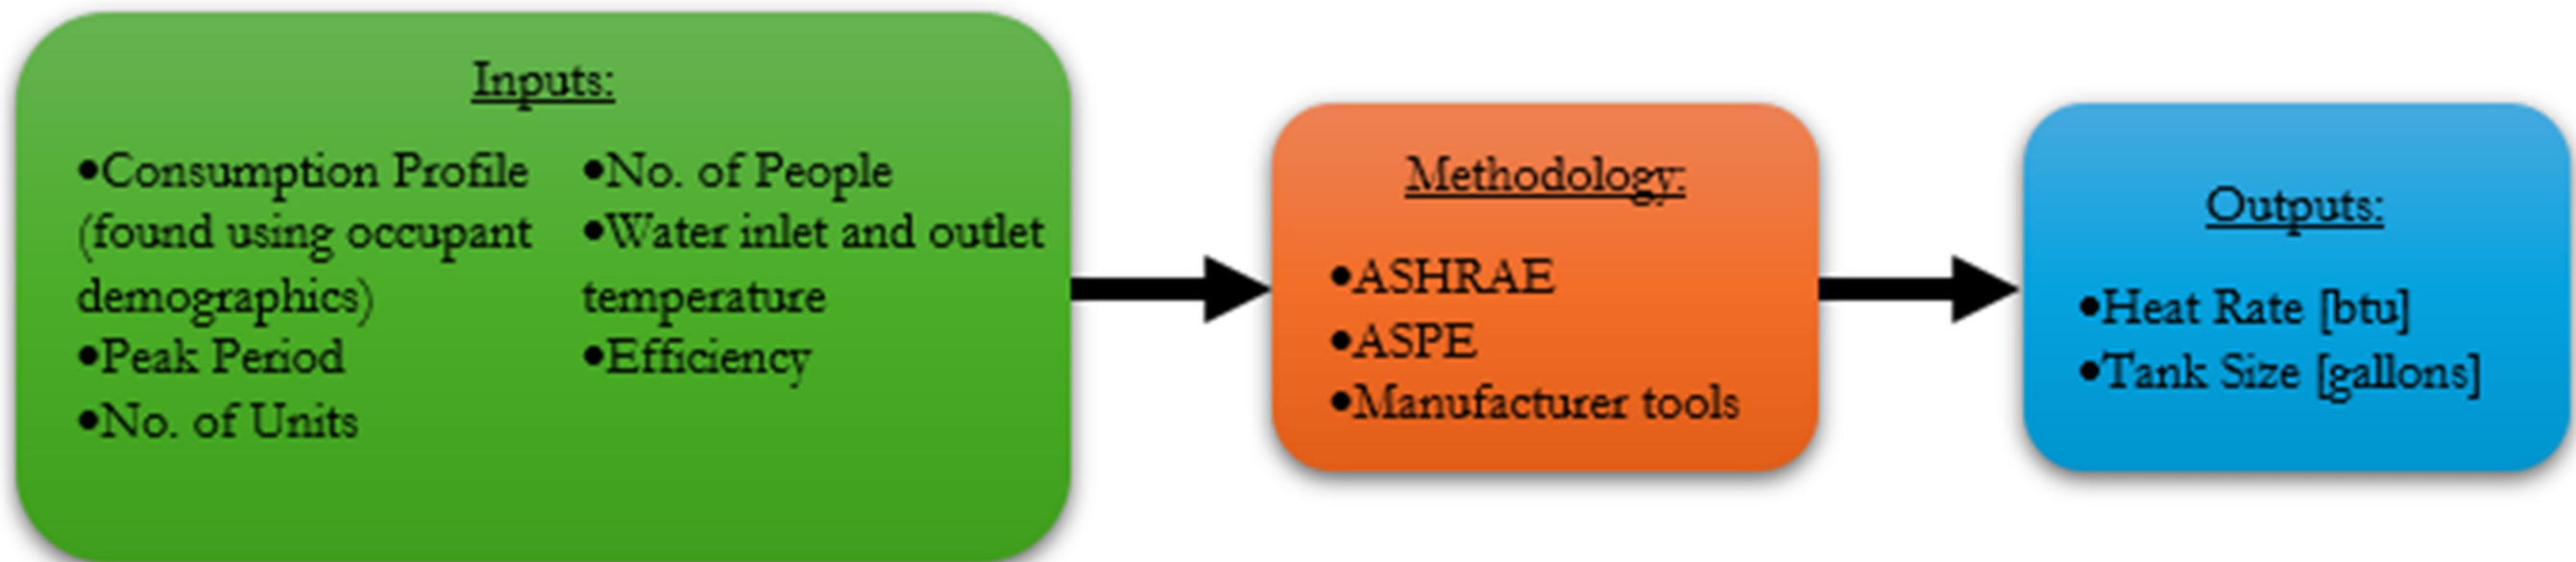 Inputs:
•Consumption Profile
(found using occupant
demographics)
•Peak Period
•No. of Units
•No. of People
•Water inlet and outlet
temperature
•Efficiency
Methodology:
•ASHRAE
•ASPE
•Manufacturer tools
Outputs:
•Heat Rate [btu]
•Tank Size [gallons]